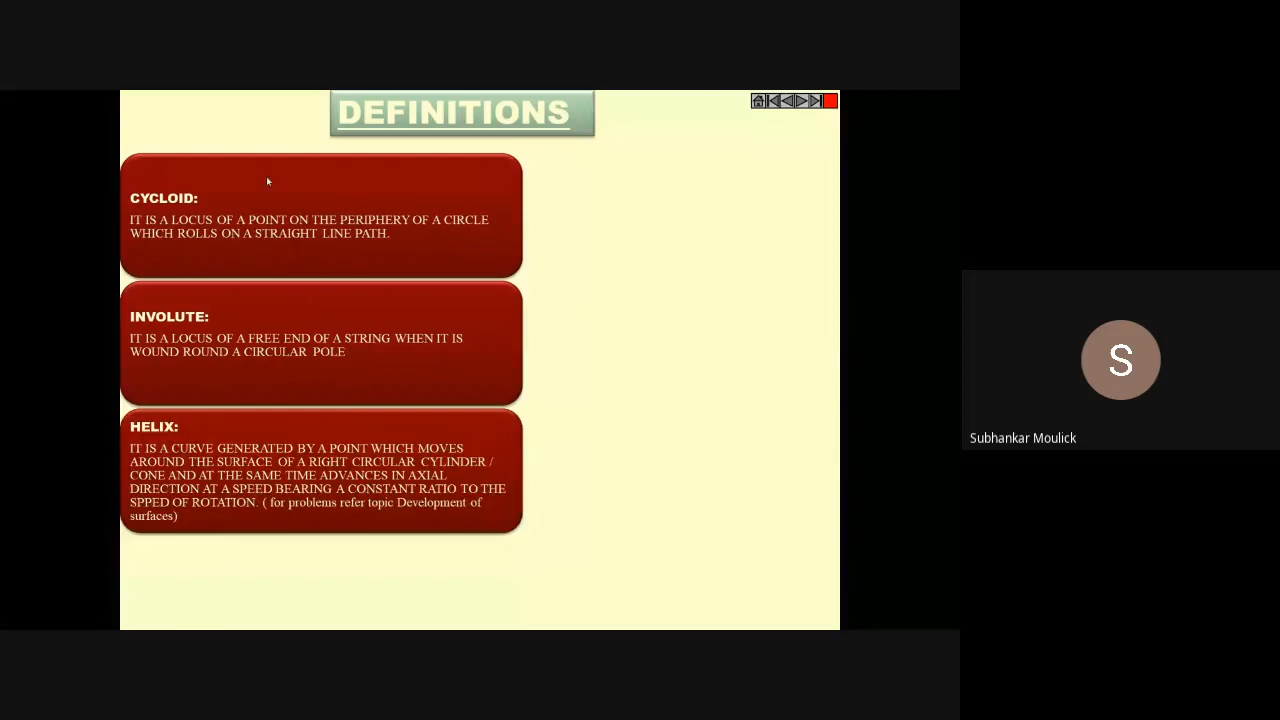 DEFINITIONS
CYCLOID:
IT IS A LOCUS OF A POINT ON THE PERIPHERY OF A CIRCLE
WHICH ROLLS ON A STRAIGHT LINE PATH.
INVOLUTE:
IT IS A LOCUS OF A FREE END OF A STRING WHEN IT IS
WOUND ROUND A CIRCULAR POLE
HELIX:
IT IS A CURVE GENERATED BY A POINT WHICH MOVES
AROUND THE SURFACE OF A RIGHT CIRCULAR CYLINDER /
CONE AND AT THE SAME TIME ADVANCES IN AXIAL
DIRECTION AT A SPEED BEARING A CONSTANT RATIO TO THE
SPPED OF ROTATION. ( for problems refer topic Development of
surfaces)
S
Subhankar Moulick